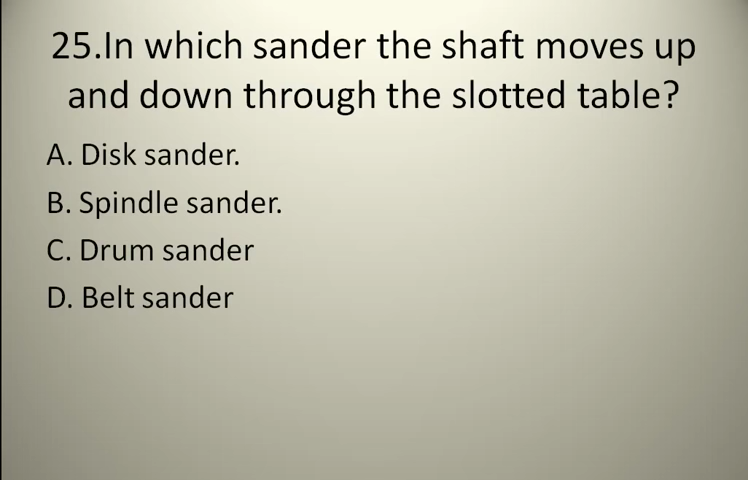 25.In which sander the shaft moves up
and down through the slotted table?
A. Disk sander.
B. Spindle sander.
C. Drum sander
D. Belt sander